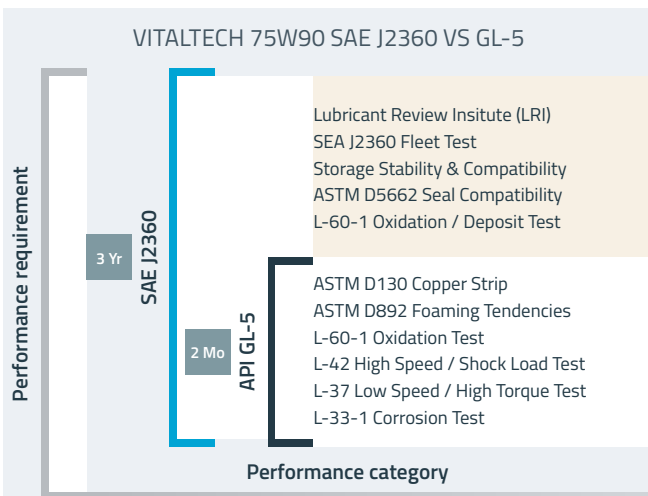 VITALTECH 75W90 SAE J2360 VS GL-5
Performance requirement
3 Yr
SAE J2360
Lubricant Review Insitute (LRI)
SEA J2360 Fleet Test
Storage Stability & Compatibility
ASTM D5662 Seal Compatibility
L-60-1 Oxidation / Deposit Test
2 Mo
API GL-5
ASTM D130 Copper Strip
ASTM D892 Foaming Tendencies
L-60-1 Oxidation Test
L-42 High Speed / Shock Load Test
L-37 Low Speed / High Torque Test
L-33-1 Corrosion Test
Performance category